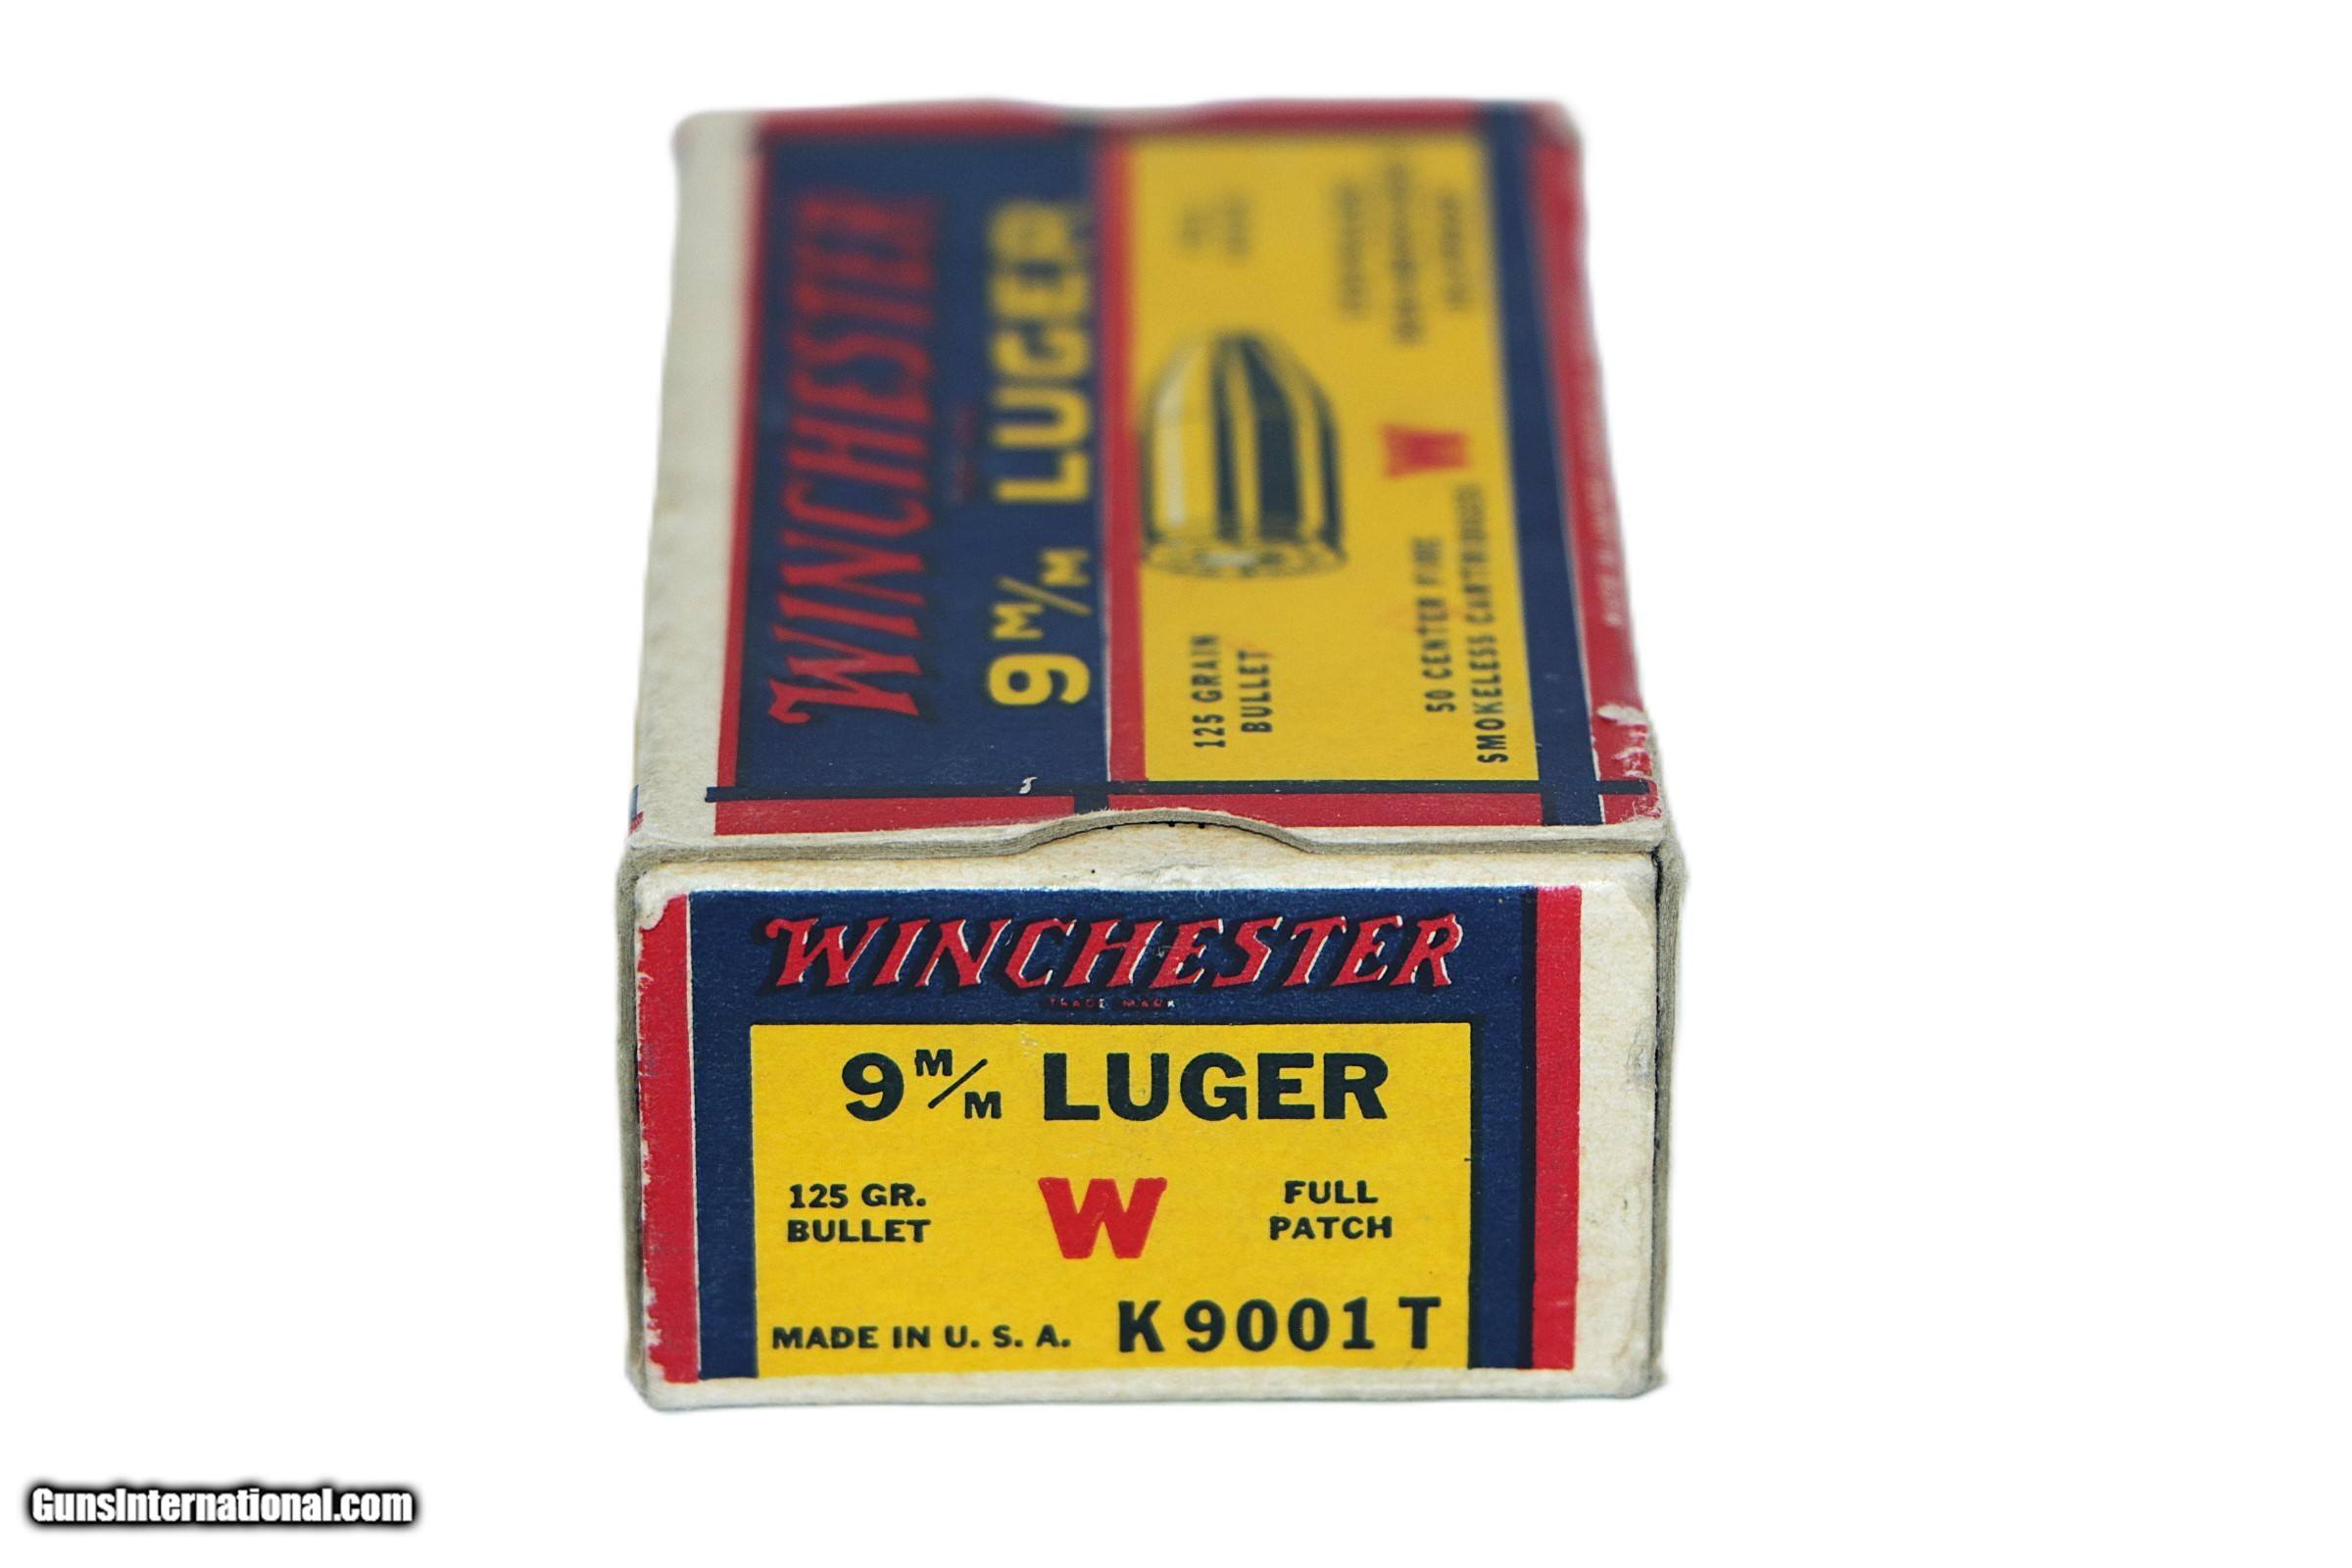 WINCHESTER
9 M/M LUGER
125 GRAIN
BULLET
W
50 CENTER FIRE
SMOKELESS CARTRIDGES
WINCHESTER
TRADE MARK
9 M/M LUGER
125 GR.
BULLET
W
FULL
PATCH
MADE IN U. S. A.
K 9001 T
GunsInternational.com